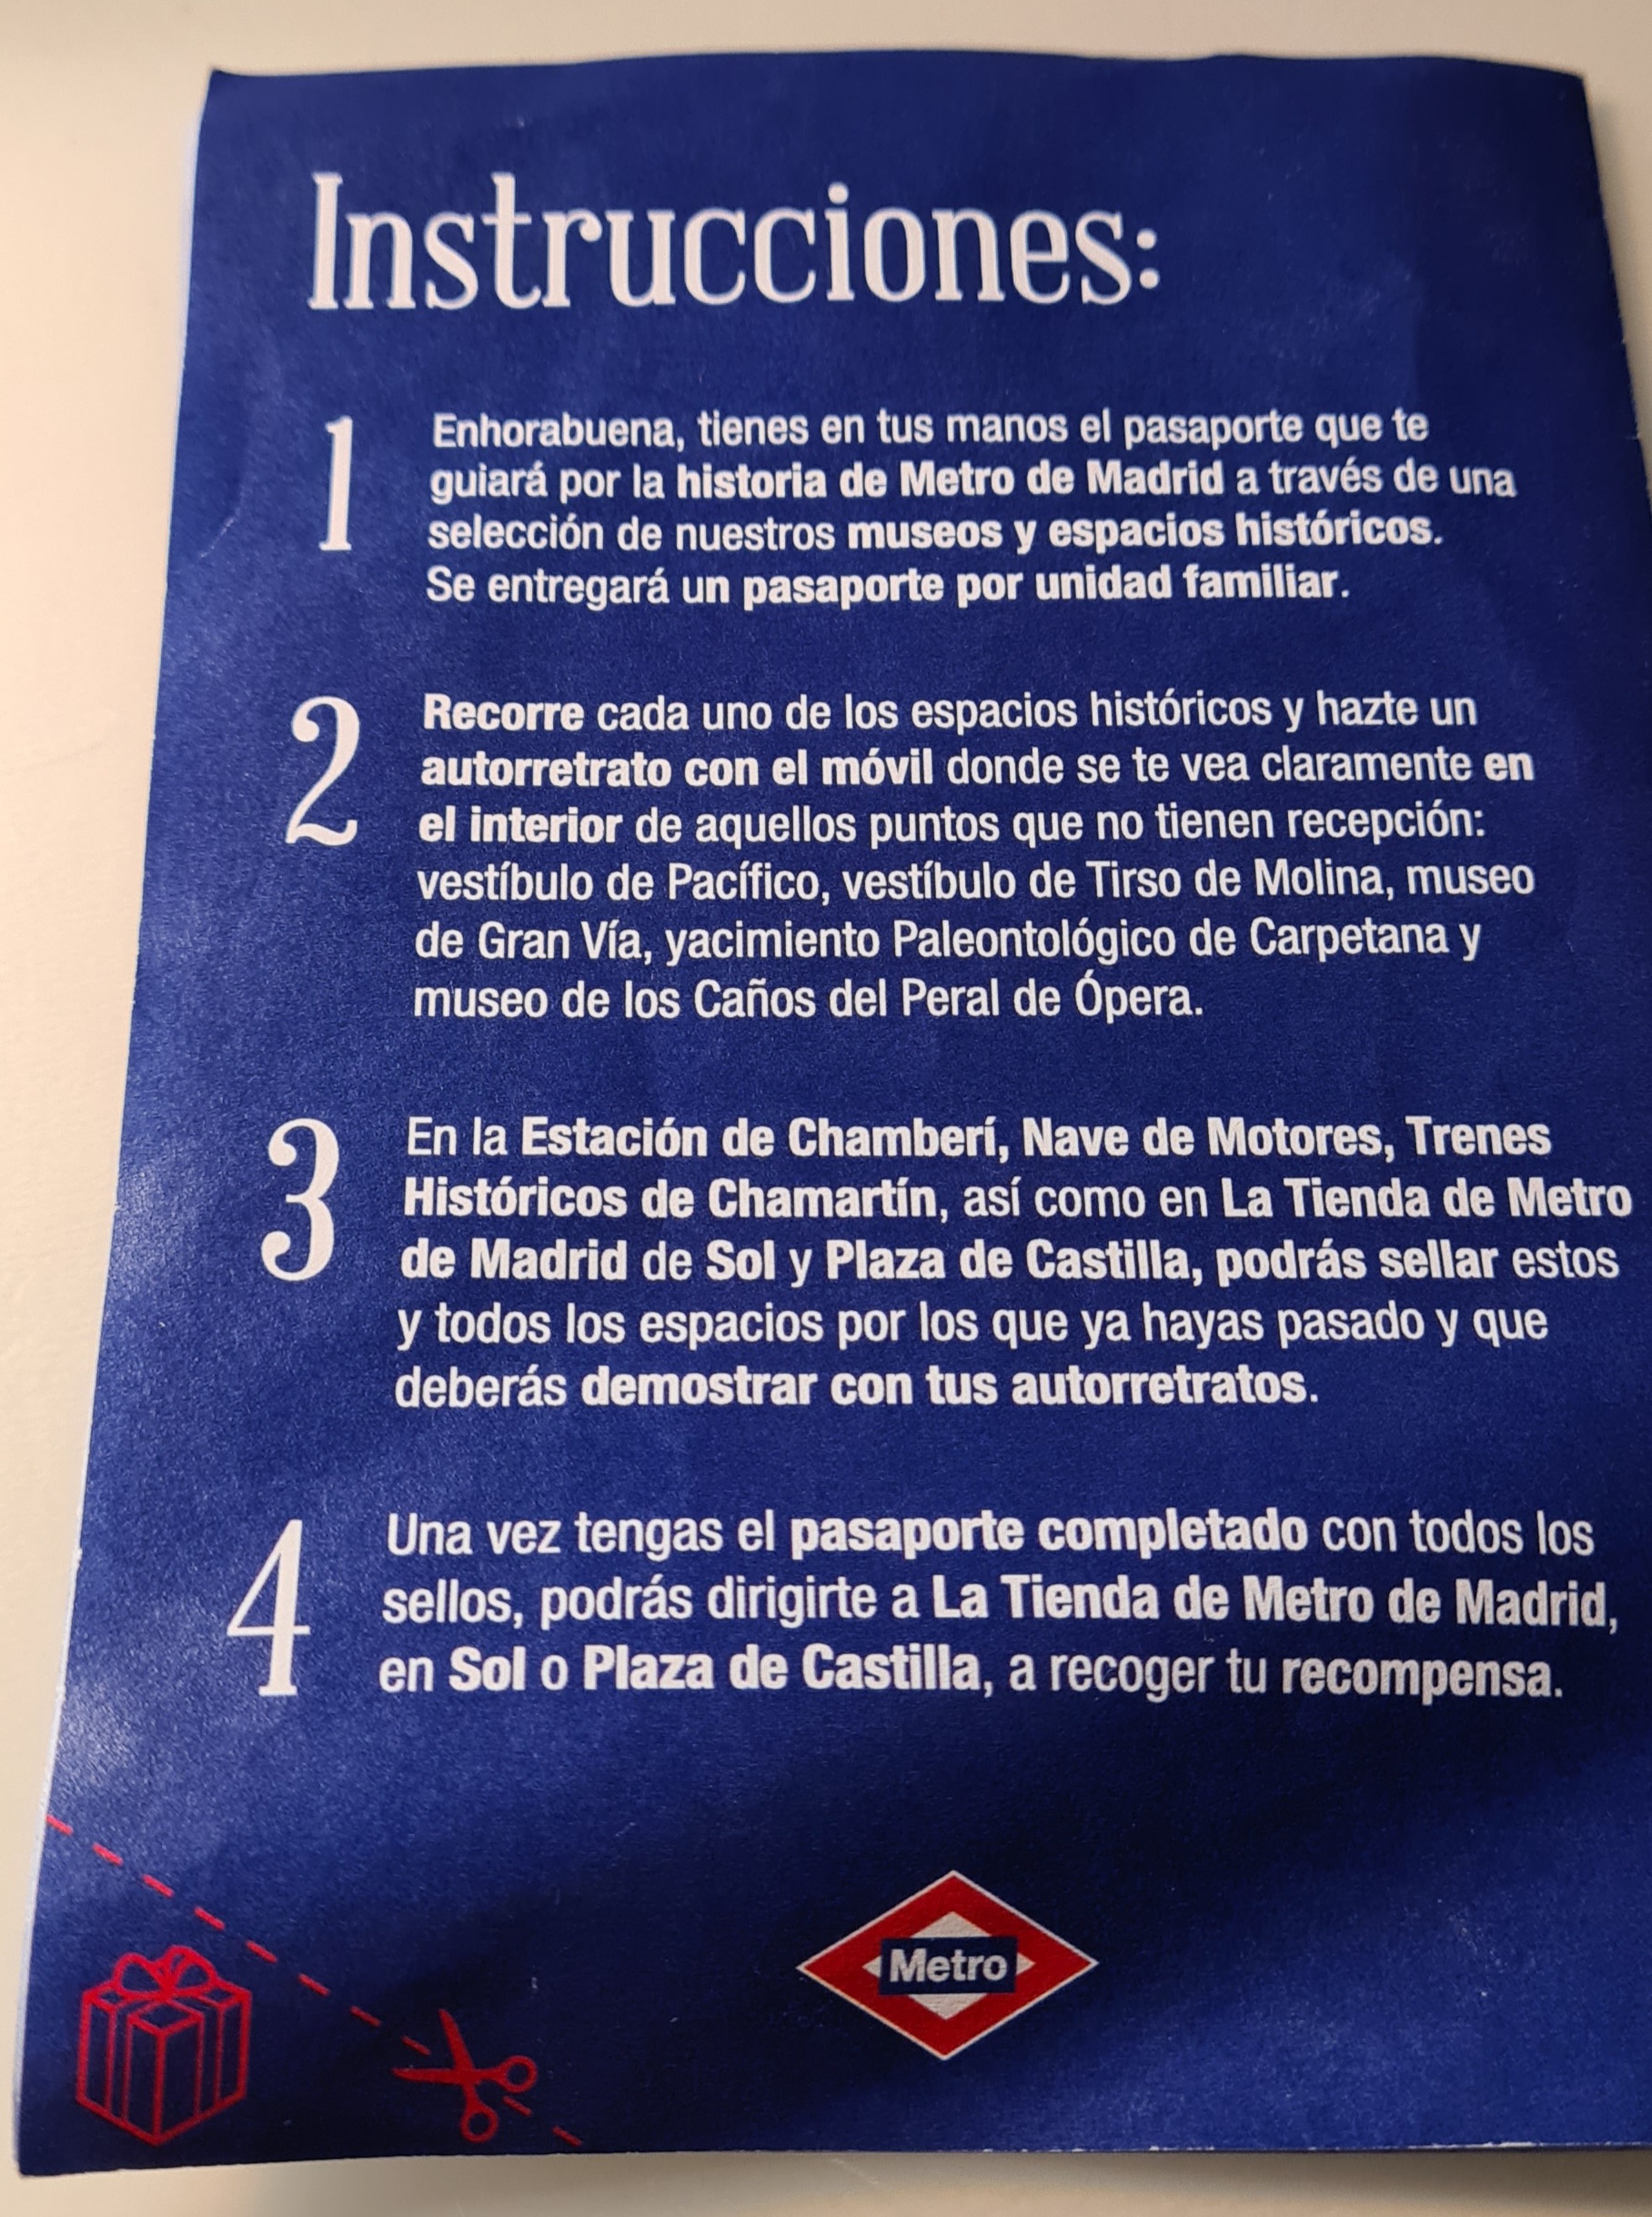 Instrucciones:
1
Enhorabuena, tienes en tus manos el pasaporte que te
guiará por la historia de Metro de Madrid a través de una
selección de nuestros museos y espacios históricos.
Se entregará un pasaporte por unidad familiar.
2
Recorre cada uno de los espacios históricos y hazte un
autorretrato con el móvil donde se te vea claramente en
el interior de aquellos puntos que no tienen recepción:
vestíbulo de Pacífico, vestíbulo de Tirso de Molina, museo
de Gran Vía, yacimiento Paleontológico de Carpetana y
museo de los Caños del Peral de Ópera.
3
En la Estación de Chamberí, Nave de Motores, Trenes
Históricos de Chamartín, así como en La Tienda de Metro
de Madrid de Sol y Plaza de Castilla, podrás sellar estos
y todos los espacios por los que ya hayas pasado y que
deberás demostrar con tus autorretratos.
4
Una vez tengas el pasaporte completado con todos los
sellos, podrás dirigirte a La Tienda de Metro de Madrid,
en Sol o Plaza de Castilla, a recoger tu recompensa.
Metro